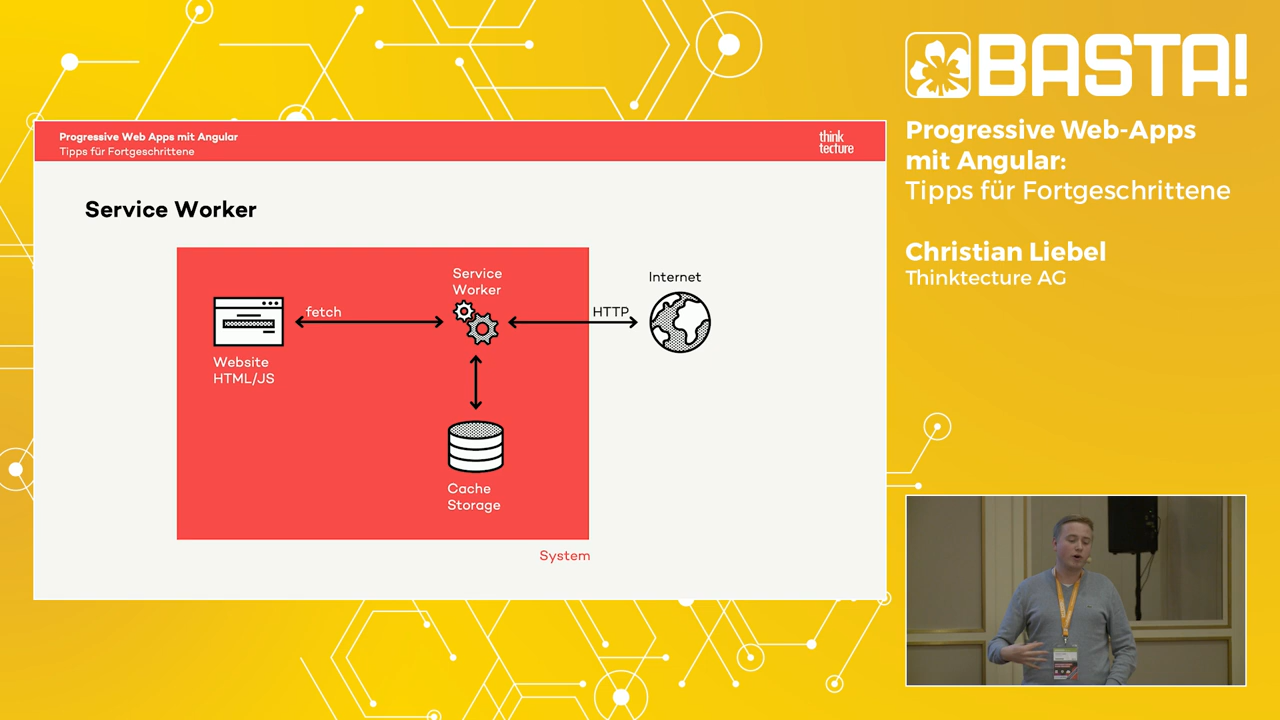 Progressive Web Apps mit Angular
Tipps für Fortgeschrittene
think
tecture
Service Worker
Service
Worker
Internet
fetch
HTTP
Website
HTML/JS
Cache
Storage
System
BASTA!
Progressive Web-Apps
mit Angular:
Tipps für Fortgeschrittene
Christian Liebel
Thinktecture AG